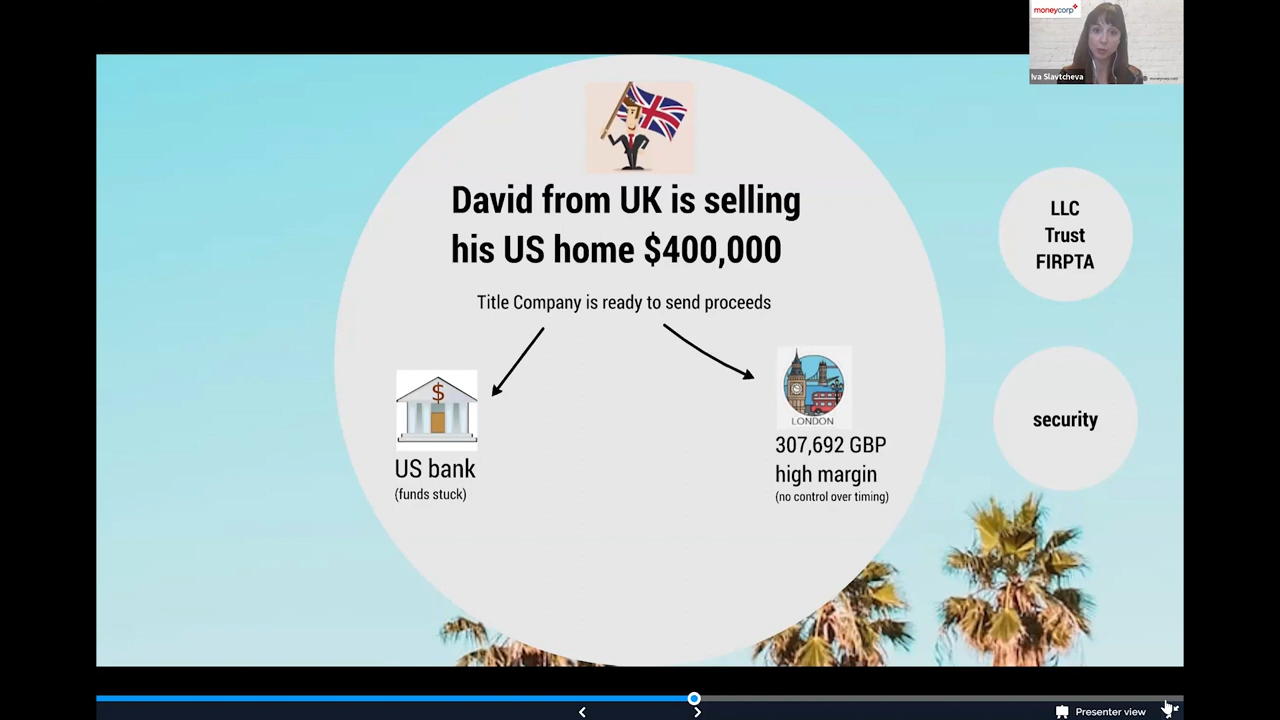 moneycorp
Iva Slavtcheva
moneycorp.com
David from UK is selling
his US home $400,000
Title Company is ready to send proceeds
$
US bank
(funds stuck)
LONDON
307,692 GBP
high margin
(no control over timing)
LLC
Trust
FIRPTA
security
Presenter view